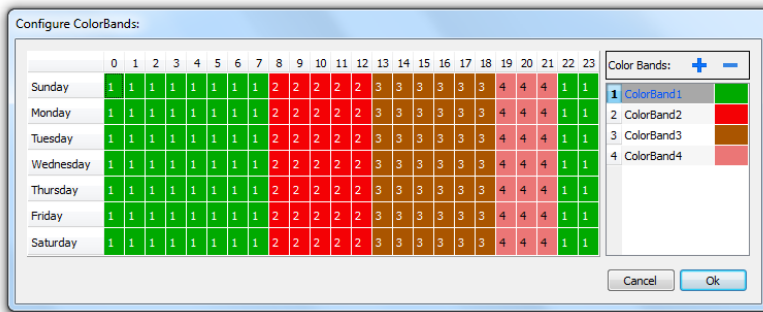 Configure ColorBands:
0 1 2 3 4 5 6 7 8 9 10 11 12 13 14 15 16 17 18 19 20 21 22 23
Sunday 1 1 1 1 1 1 1 1 2 2 2 2 2 3 3 3 3 3 3 4 4 4 1 1
Monday 1 1 1 1 1 1 1 1 2 2 2 2 2 3 3 3 3 3 3 4 4 4 1 1
Tuesday 1 1 1 1 1 1 1 1 2 2 2 2 2 3 3 3 3 3 3 4 4 4 1 1
Wednesday 1 1 1 1 1 1 1 1 2 2 2 2 2 3 3 3 3 3 3 4 4 4 1 1
Thursday 1 1 1 1 1 1 1 1 2 2 2 2 2 3 3 3 3 3 3 4 4 4 1 1
Friday 1 1 1 1 1 1 1 1 2 2 2 2 2 3 3 3 3 3 3 4 4 4 1 1
Saturday 1 1 1 1 1 1 1 1 2 2 2 2 2 3 3 3 3 3 3 4 4 4 1 1
Color Bands: + −
1 ColorBand1
2 ColorBand2
3 ColorBand3
4 ColorBand4
Cancel Ok